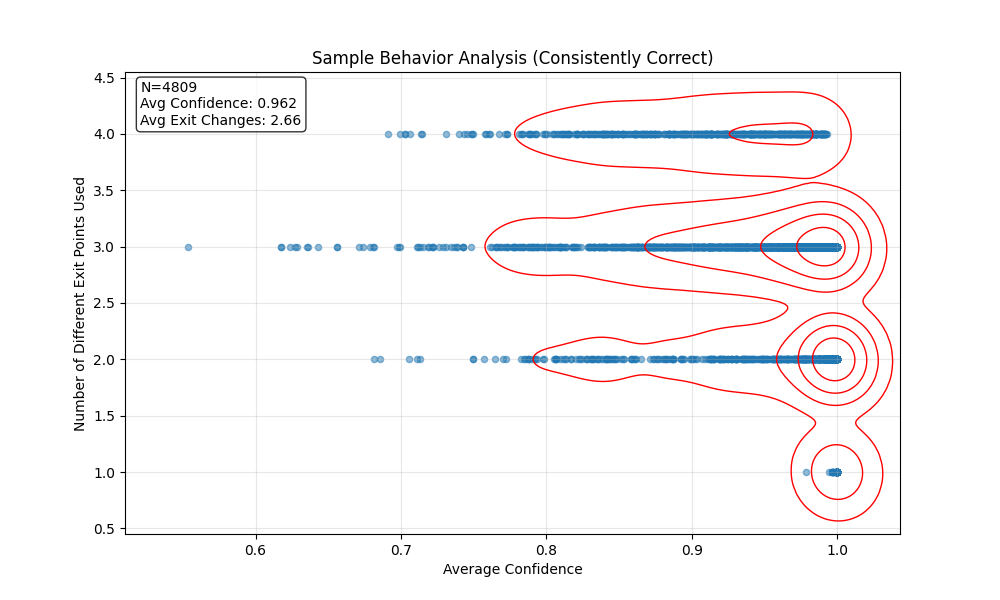 Sample Behavior Analysis (Consistently Correct)
N=4809
Avg Confidence: 0.962
Avg Exit Changes: 2.66
4.5
4.0
3.5
3.0
2.5
2.0
1.5
1.0
0.5
Number of Different Exit Points Used
0.6 0.7 0.8 0.9 1.0
Average Confidence